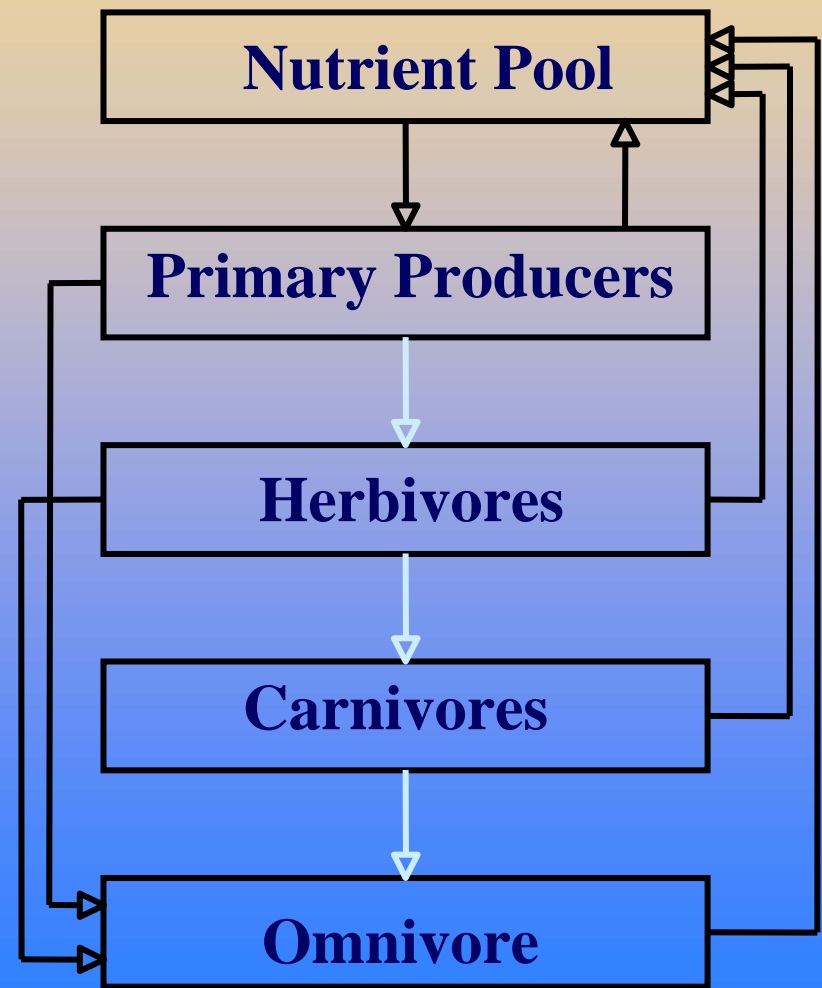 Nutrient Pool
Primary Producers
Herbivores
Carnivores
Omnivore